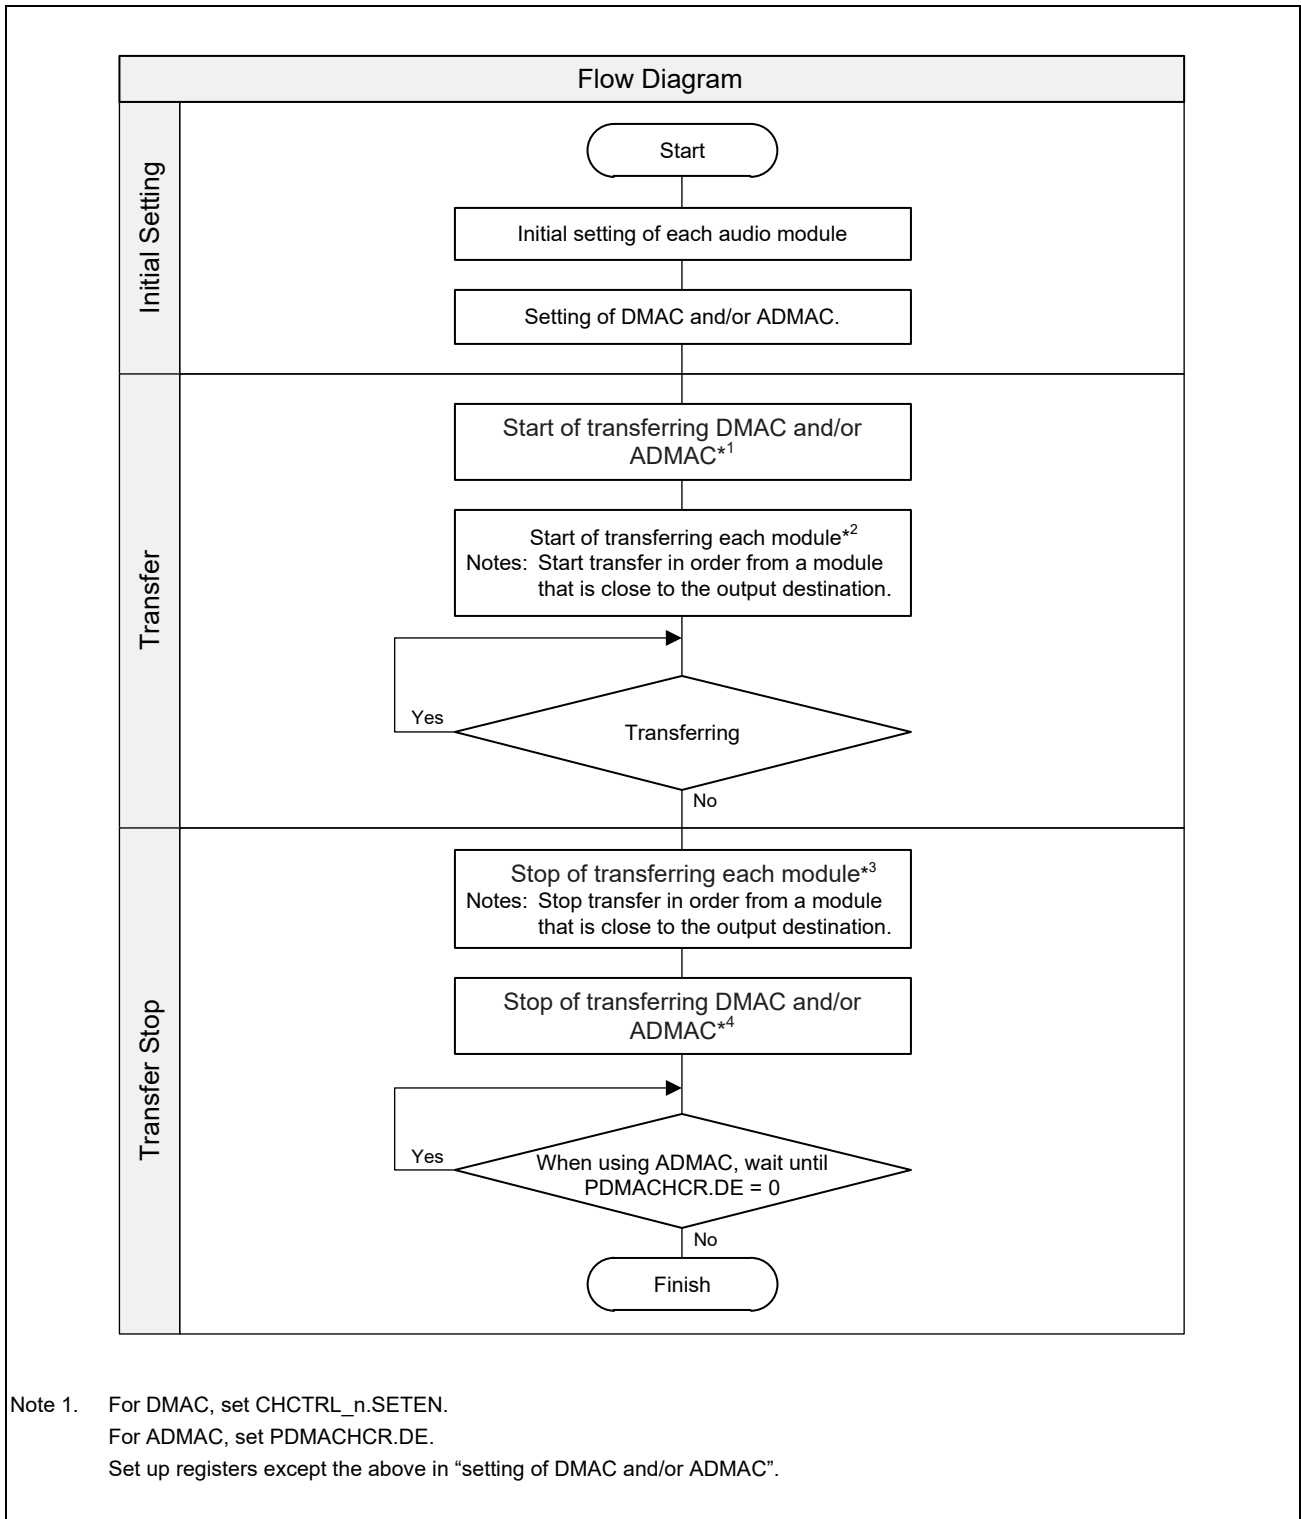 Flow Diagram
Initial Setting
Start
Initial setting of each audio module
Setting of DMAC and/or ADMAC.
Transfer
Start of transferring DMAC and/or
ADMAC*1
Start of transferring each module*2
Notes: Start transfer in order from a module
that is close to the output destination.
Yes
Transferring
No
Transfer Stop
Stop of transferring each module*3
Notes: Stop transfer in order from a module
that is close to the output destination.
Stop of transferring DMAC and/or
ADMAC*4
Yes
When using ADMAC, wait until
PDMACHCR.DE = 0
No
Finish
Note 1. For DMAC, set CHCTRL_n.SETEN.
For ADMAC, set PDMACHCR.DE.
Set up registers except the above in “setting of DMAC and/or ADMAC”.